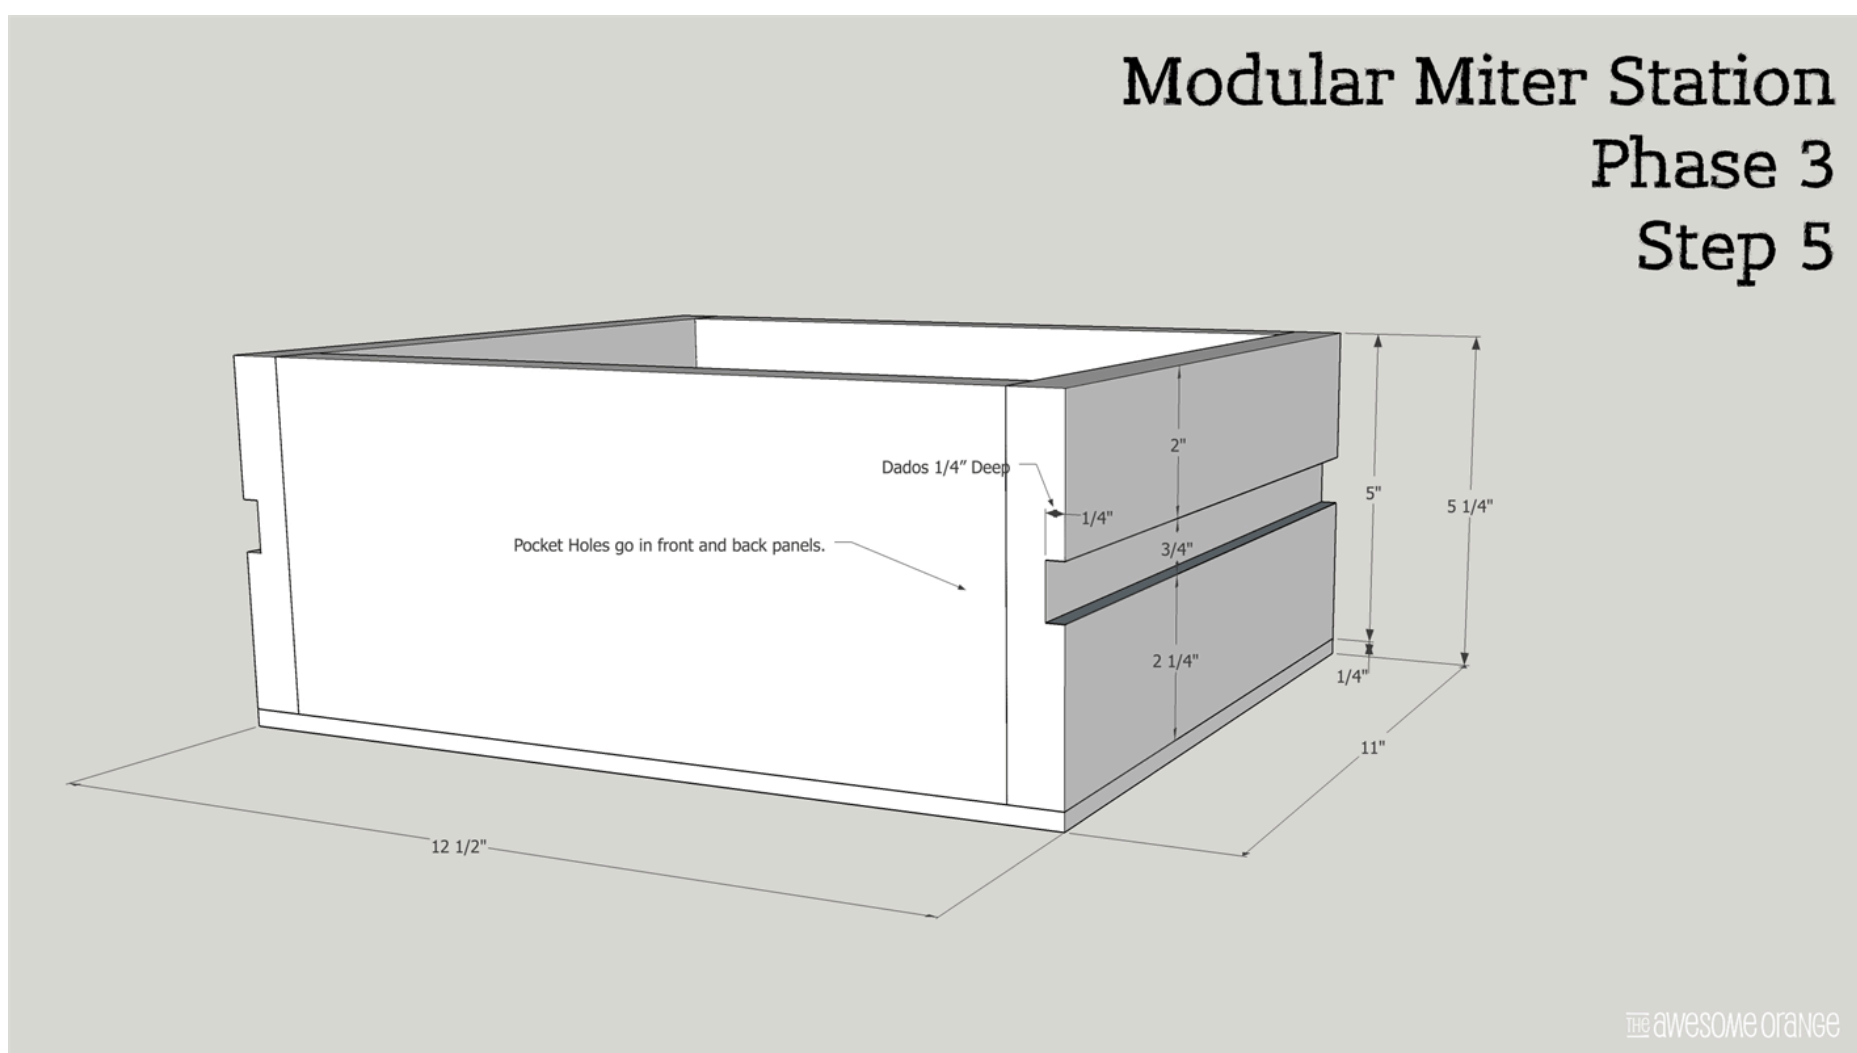 Modular Miter Station
Phase 3
Step 5
2"
Dados 1/4" Deep
5"
5 1/4"
1/4"
Pocket Holes go in front and back panels.
3/4"
2 1/4"
1/4"
11"
12 1/2"
THE AWESOME ORANGE